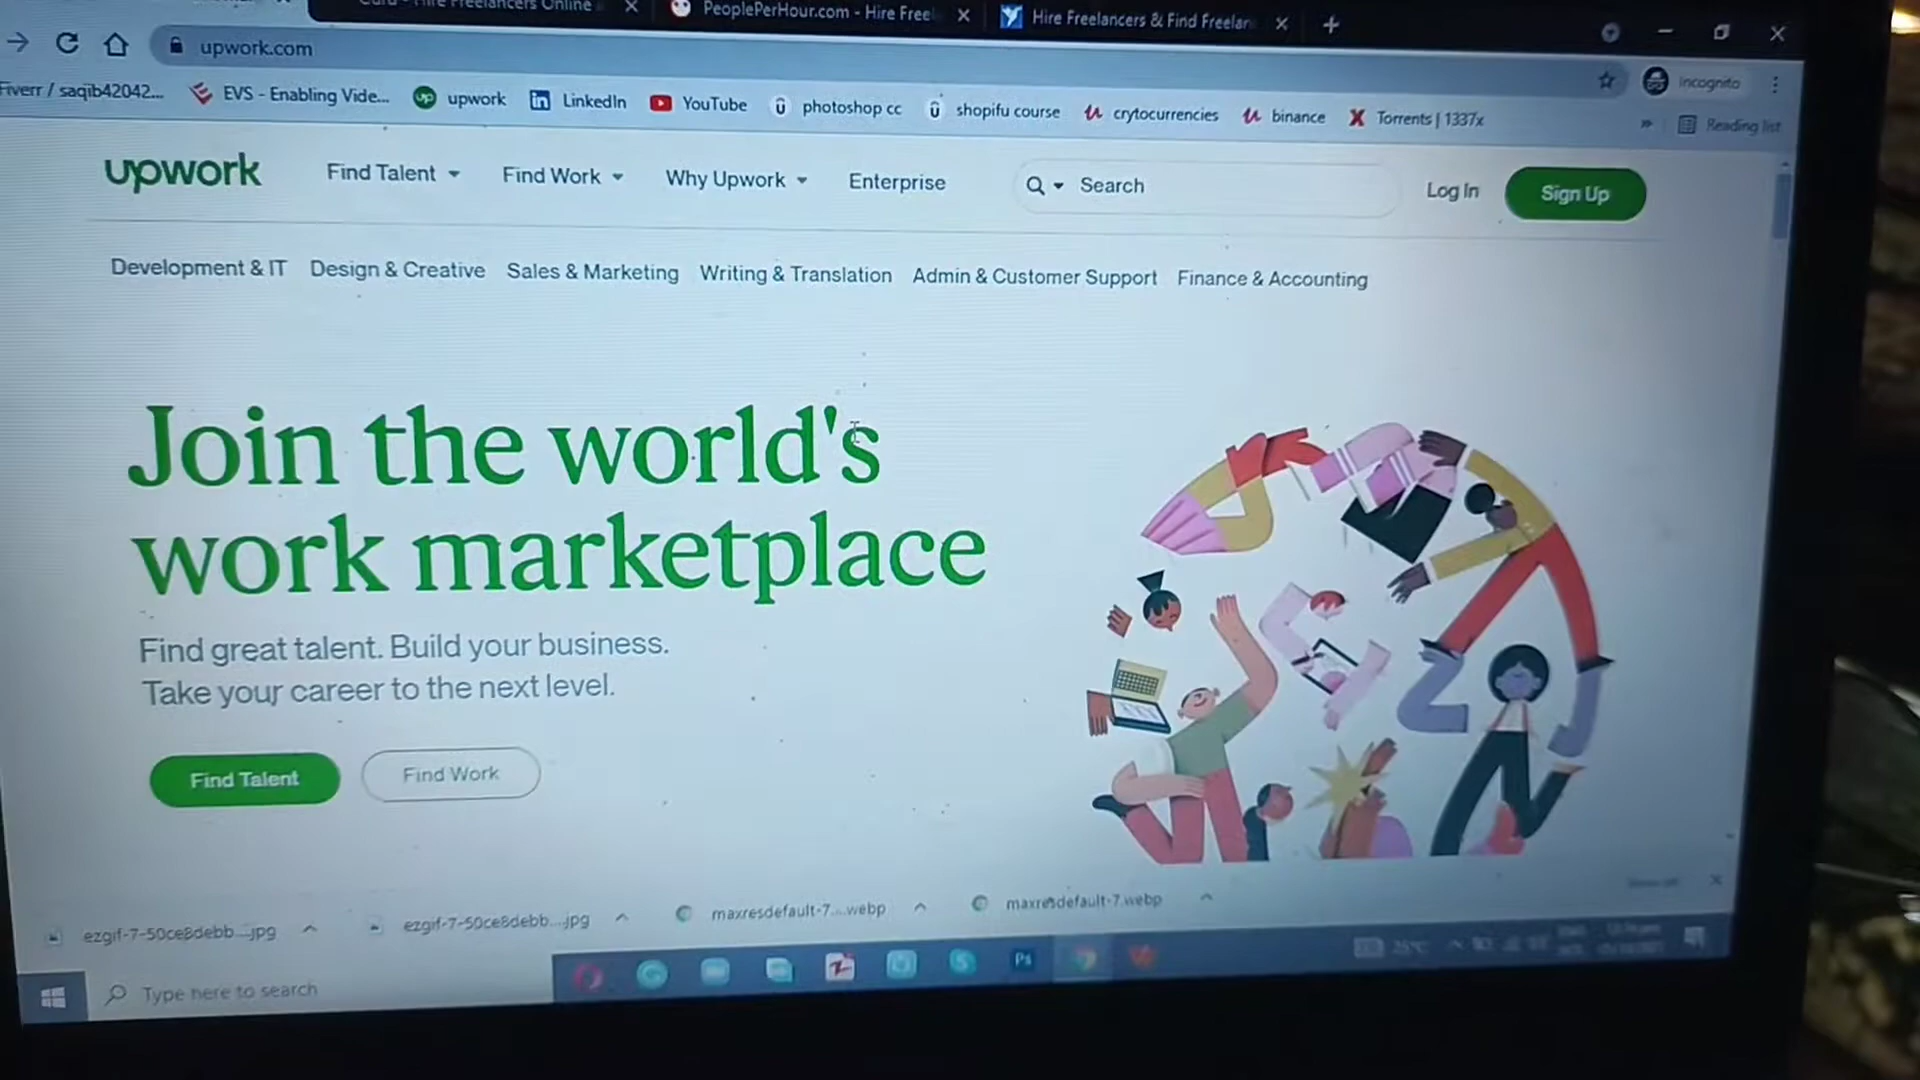 Hire Freelancers Online
PeoplePerHour.com - Hire Freel
Hire Freelancers & Find Freelan
upwork.com
Incognito
Fiverr / saqib42042...
EVS - Enabling Vide...
up
upwork
in
LinkedIn
YouTube
photoshop cc
shopifu course
crytocurrencies
binance
Torrents | 1337x
»
Reading list
upwork
Find Talent
Find Work
Why Upwork
Enterprise
Search
Log In
Sign Up
Development & IT
Design & Creative
Sales & Marketing
Writing & Translation
Admin & Customer Support
Finance & Accounting
Join the world's
work marketplace
Find great talent. Build your business.
Take your career to the next level.
Find Talent
Find Work
ezgif-7-50ce8debb....jpg
ezgif-7-50ce8debb....jpg
maxresdefault-7....webp
maxresdefault-7.webp
Type here to search
Ps
25°C